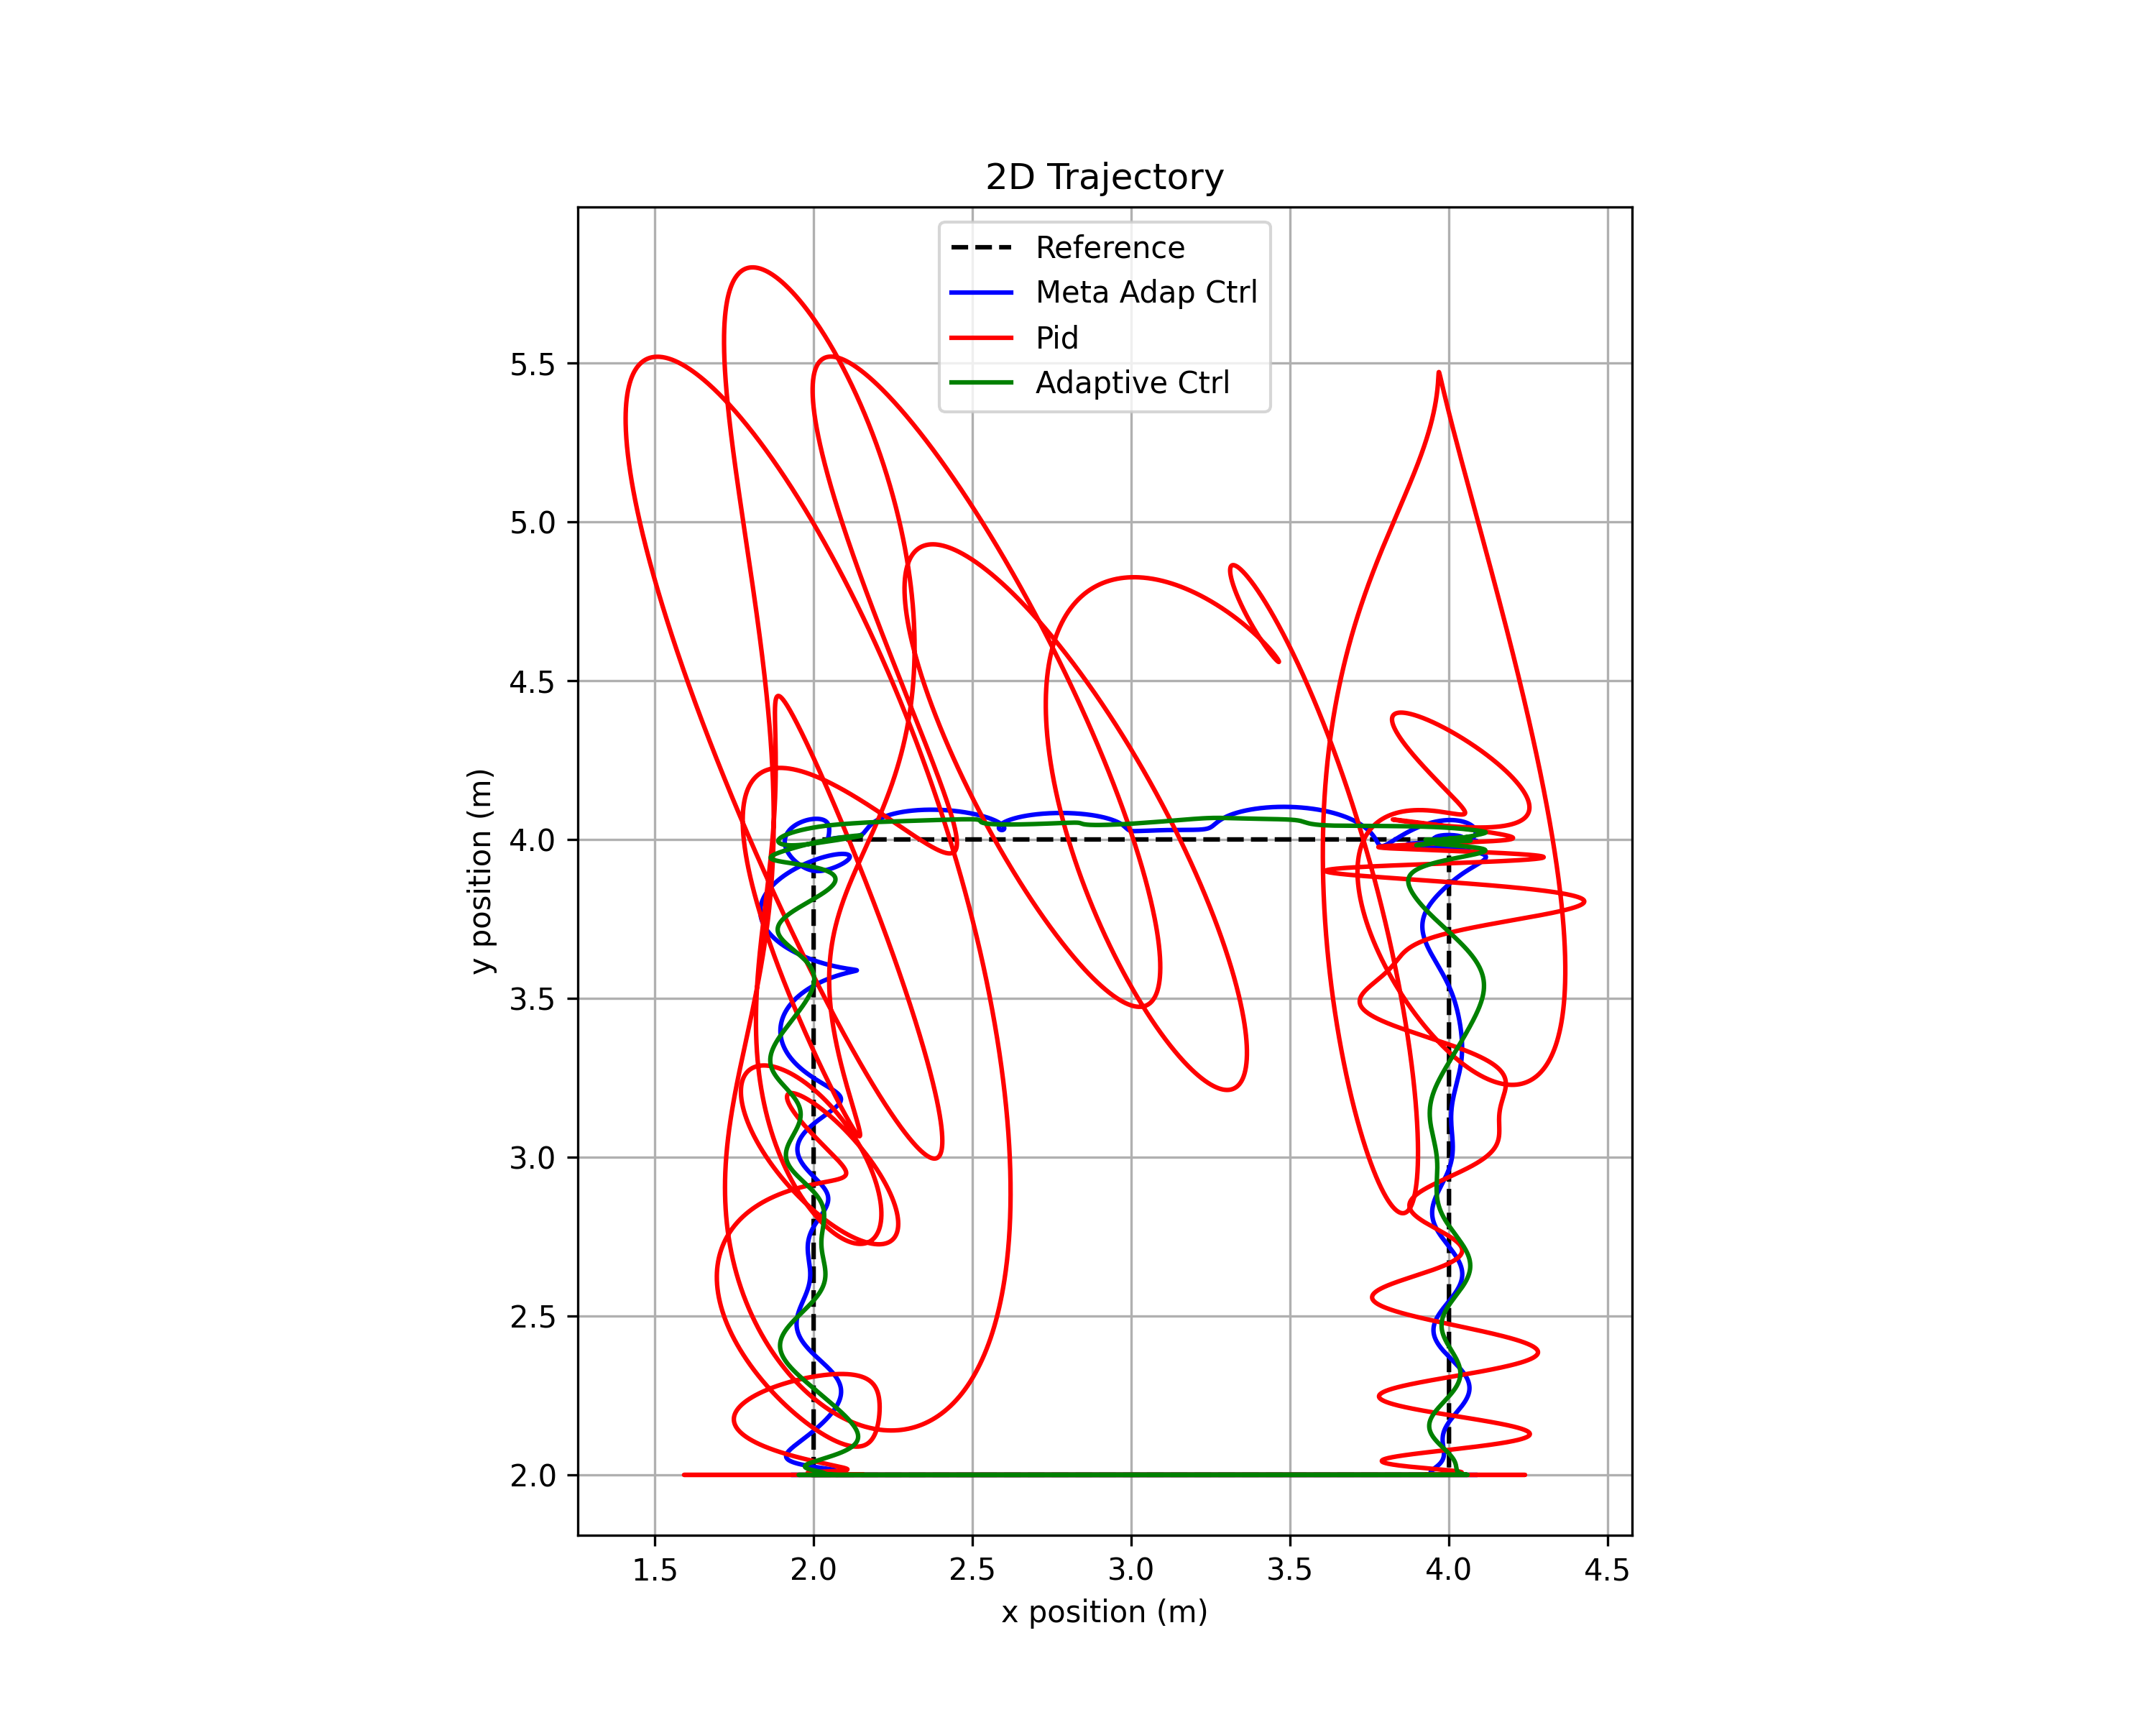 2D Trajectory
Reference
Meta Adap Ctrl
Pid
Adaptive Ctrl
5.5
5.0
4.5
4.0
3.5
3.0
2.5
2.0
y position (m)
1.5 2.0 2.5 3.0 3.5 4.0 4.5
x position (m)